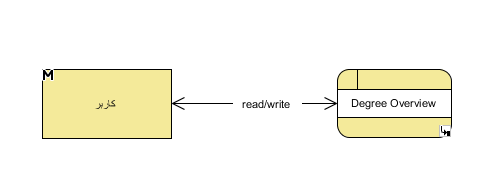 M
کاربر
read/write
Degree Overview